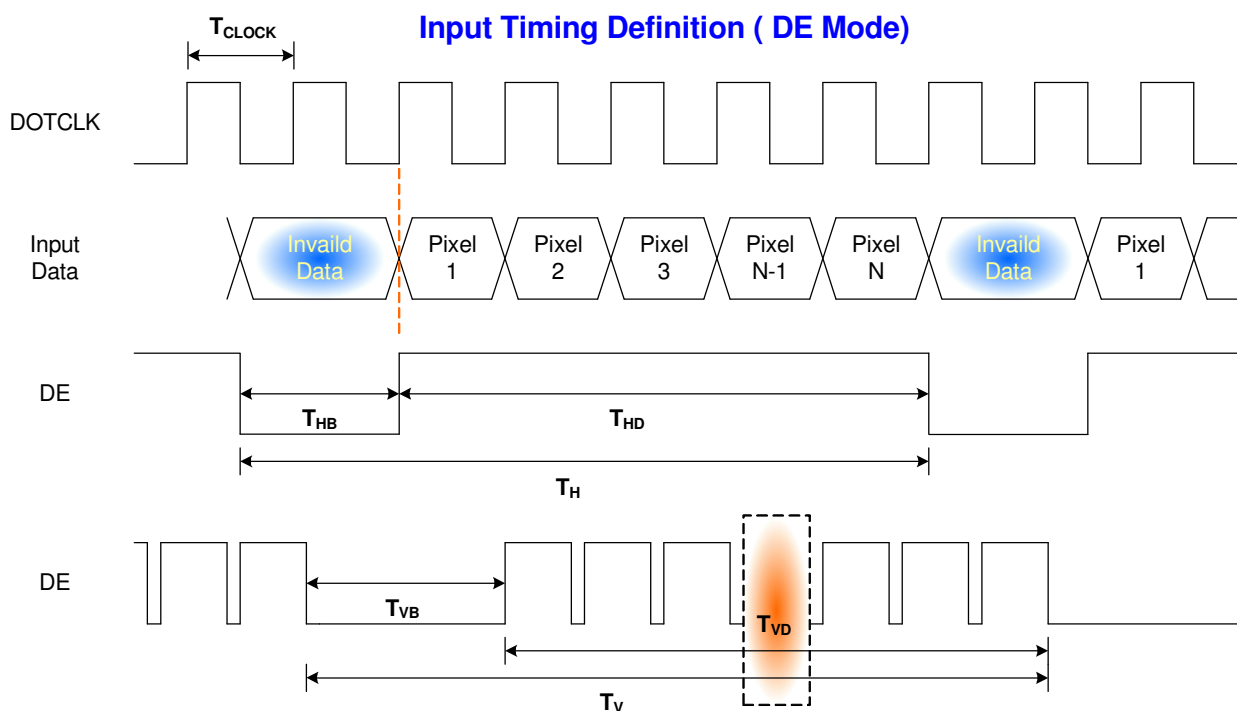 Input Timing Definition ( DE Mode)
TCLOCK
DOTCLK
Input
Data
Invaild
Data
Pixel
1
Pixel
2
Pixel
3
Pixel
N-1
Pixel
N
Invaild
Data
Pixel
1
DE
THB
THD
TH
DE
TVB
TVD
TV